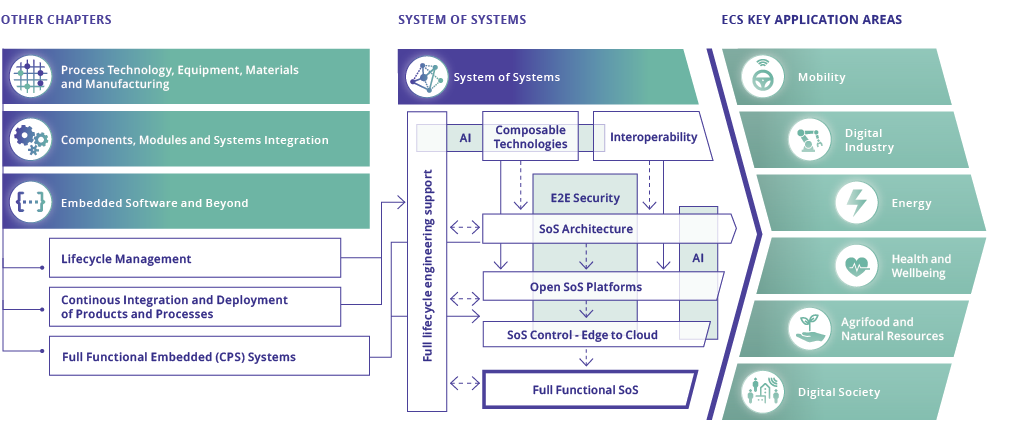 OTHER CHAPTERS
Process Technology, Equipment, Materials
and Manufacturing
Components, Modules and Systems Integration
Embedded Software and Beyond
Lifecycle Management
Continous Integration and Deployment
of Products and Processes
Full Functional Embedded (CPS) Systems
SYSTEM OF SYSTEMS
System of Systems
Full lifecycle engineering support
AI
Composable
Technologies
Interoperability
E2E Security
SoS Architecture
AI
Open SoS Platforms
SoS Control - Edge to Cloud
Full Functional SoS
ECS KEY APPLICATION AREAS
Mobility
Digital
Industry
Energy
Health and
Wellbeing
Agrifood and
Natural Resources
Digital Society